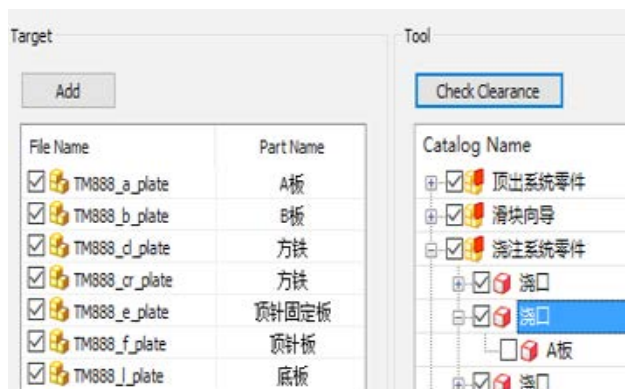 Target
Add
File Name Part Name
TM888_a_plate A板
TM888_b_plate B板
TM888_cl_plate 方铁
TM888_cr_plate 方铁
TM888_e_plate 顶针固定板
TM888_f_plate 顶针板
TM888_l_plate 底板
Tool
Check Clearance
Catalog Name
顶出系统零件
滑块向导
浇注系统零件
浇口
浇口
A板
浇口